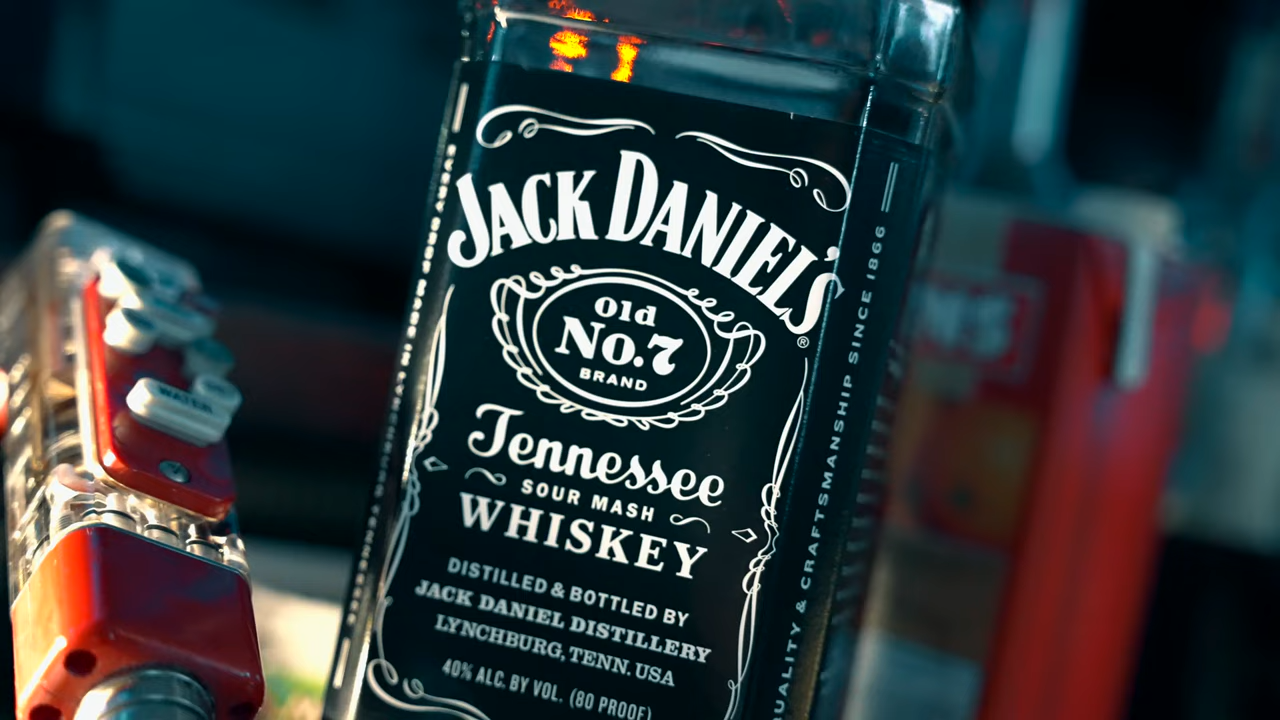 JACK DANIEL'S
®
Old
No.7
BRAND
Tennessee
SOUR MASH
WHISKEY
DISTILLED & BOTTLED BY
JACK DANIEL DISTILLERY
LYNCHBURG, TENN. USA
40% ALC. BY VOL. (80 PROOF)
QUALITY & CRAFTSMANSHIP SINCE 1866
WATER